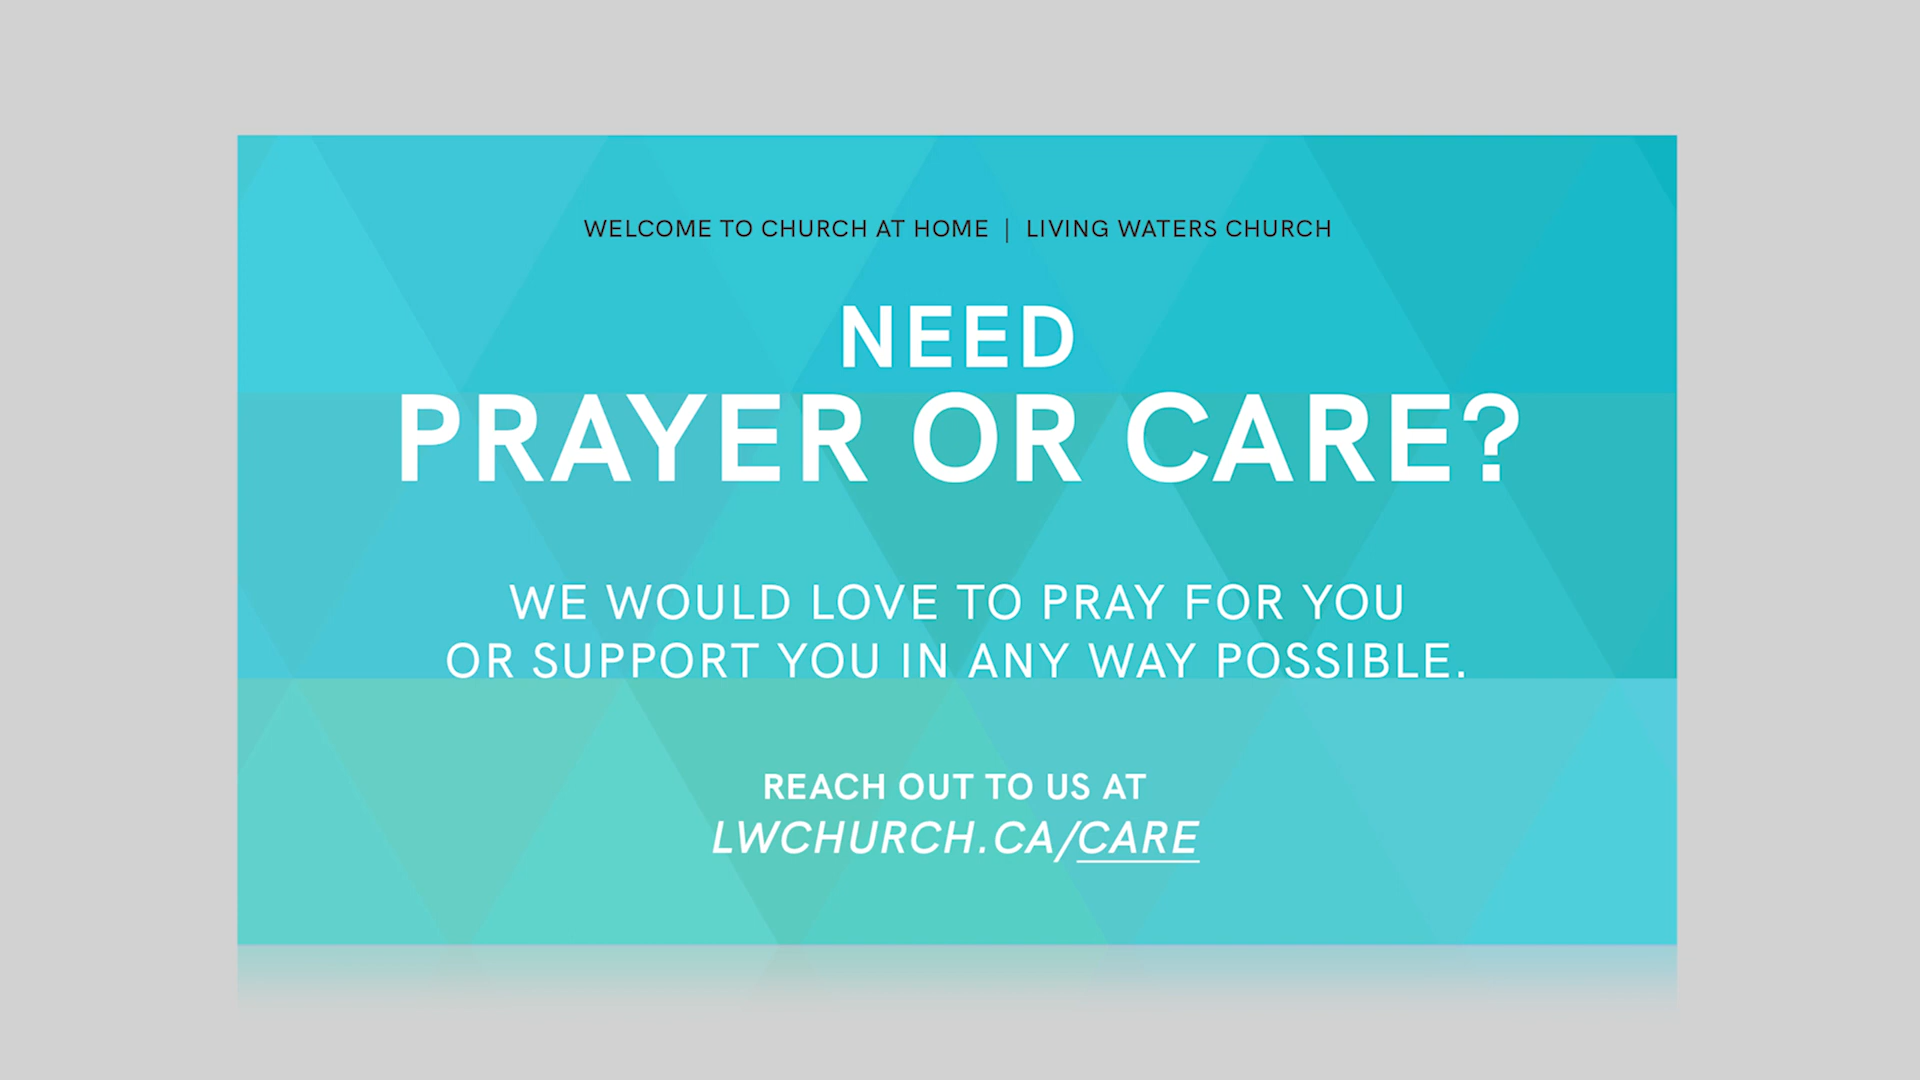 WELCOME TO CHURCH AT HOME | LIVING WATERS CHURCH
NEED
PRAYER OR CARE?
WE WOULD LOVE TO PRAY FOR YOU
OR SUPPORT YOU IN ANY WAY POSSIBLE.
REACH OUT TO US AT
LWCHURCH.CA/CARE